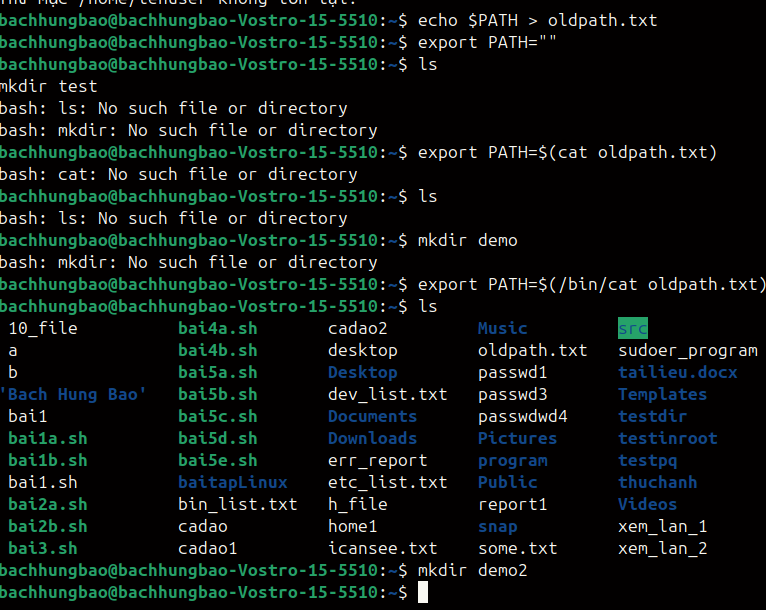 bachhungbao@bachhungbao-Vostro-15-5510:~$ echo $PATH > oldpath.txt
bachhungbao@bachhungbao-Vostro-15-5510:~$ export PATH=""
bachhungbao@bachhungbao-Vostro-15-5510:~$ ls
mkdir test
bash: ls: No such file or directory
bash: mkdir: No such file or directory
bachhungbao@bachhungbao-Vostro-15-5510:~$ export PATH=$(cat oldpath.txt)
bash: cat: No such file or directory
bachhungbao@bachhungbao-Vostro-15-5510:~$ ls
bash: ls: No such file or directory
bachhungbao@bachhungbao-Vostro-15-5510:~$ mkdir demo
bash: mkdir: No such file or directory
bachhungbao@bachhungbao-Vostro-15-5510:~$ export PATH=$(/bin/cat oldpath.txt)
bachhungbao@bachhungbao-Vostro-15-5510:~$ ls
10_file bai4a.sh cadao2 Music src
a bai4b.sh desktop oldpath.txt sudoer_program
b bai5a.sh Desktop passwd1 tailieu.docx
'Bach Hung Bao' bai5b.sh dev_list.txt passwd3 Templates
bai1 bai5c.sh Documents passwdwd4 testdir
bai1a.sh bai5d.sh Downloads Pictures testinroot
bai1b.sh bai5e.sh err_report program testpq
bai1.sh baitapLinux etc_list.txt Public thuchanh
bai2a.sh bin_list.txt h_file report1 Videos
bai2b.sh cadao home1 snap xem_lan_1
bai3.sh cadao1 icansee.txt some.txt xem_lan_2
bachhungbao@bachhungbao-Vostro-15-5510:~$ mkdir demo2
bachhungbao@bachhungbao-Vostro-15-5510:~$